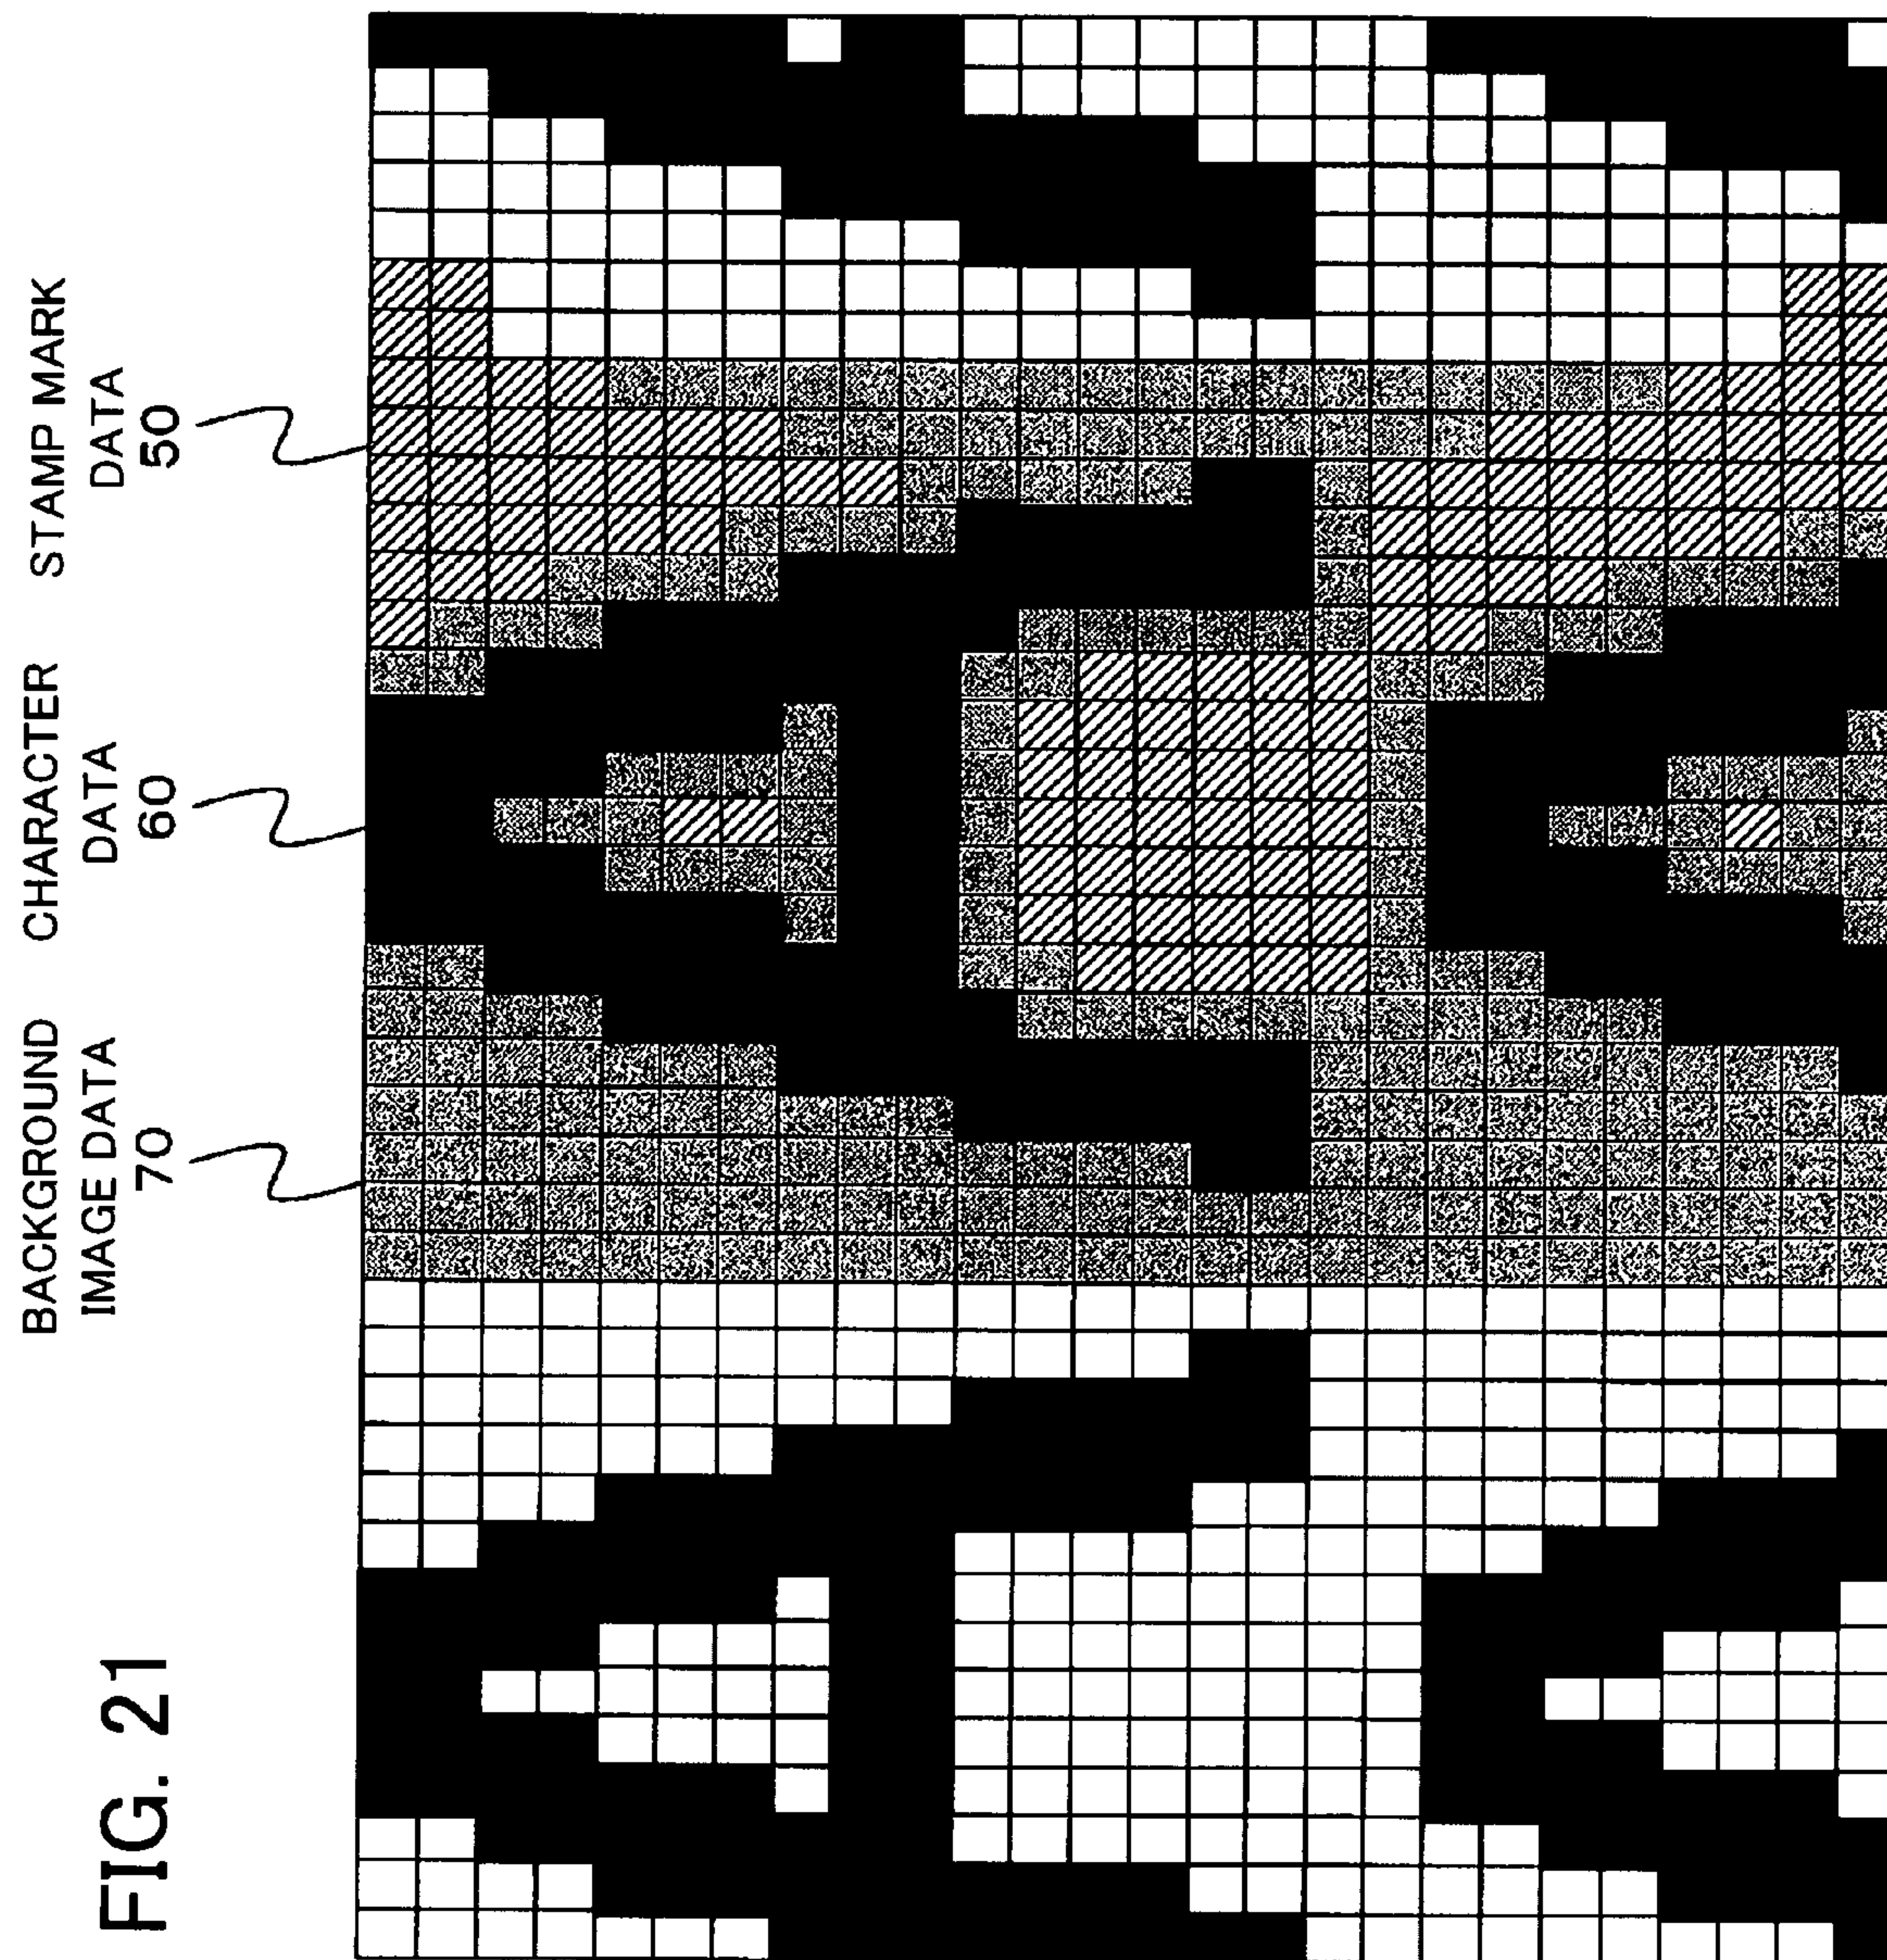 FIG. 21
BACKGROUND
IMAGE DATA
70
CHARACTER
DATA
60
STAMP MARK
DATA
50